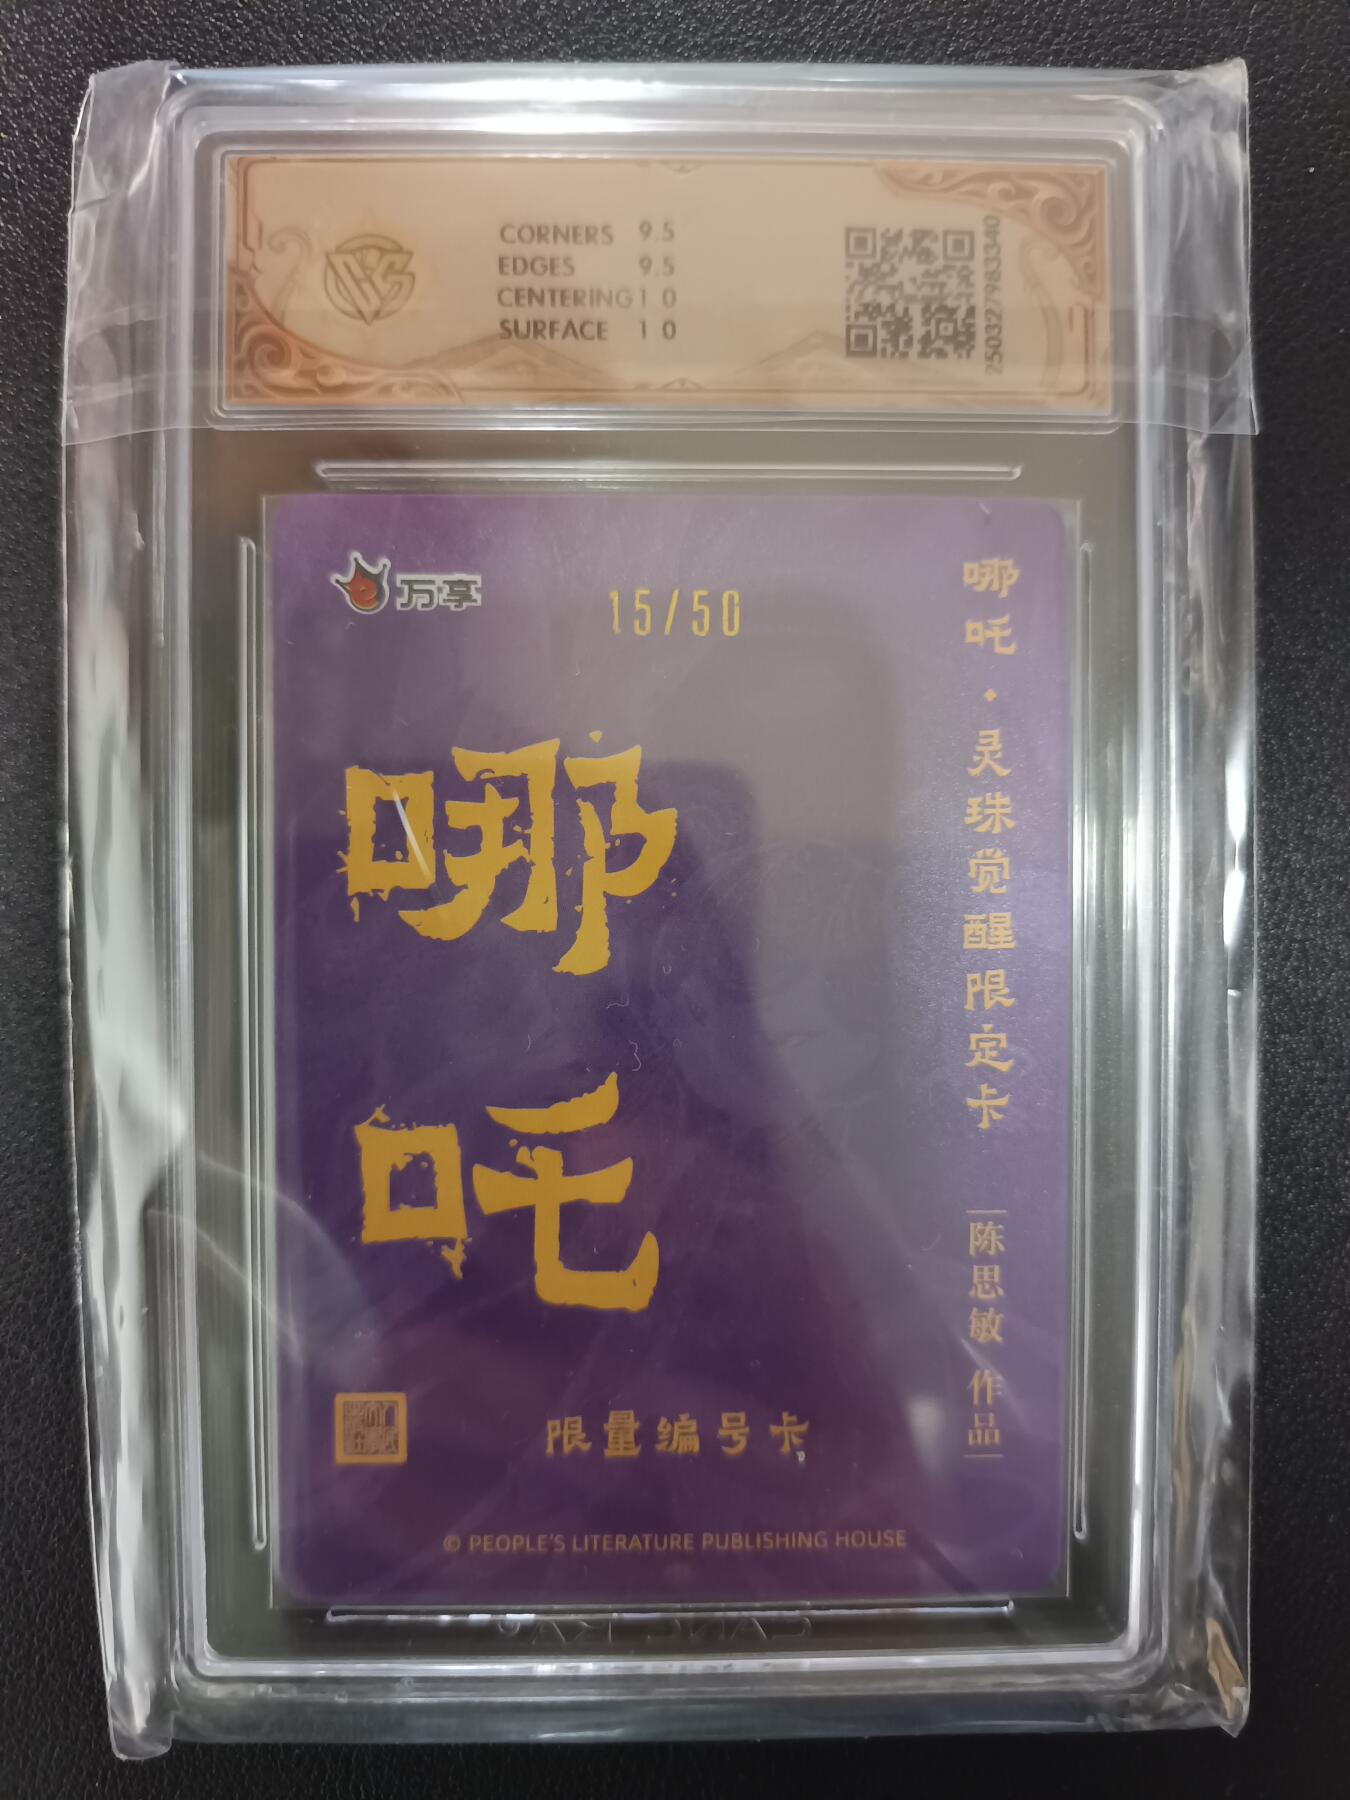 CORNERS 9.5
EDGES 9.5
CENTERING 10
SURFACE 10
250327983340
万享
15/50
哪吒
哪吒·灵珠觉醒限定卡
陈思敏 作品
限量编号卡
© PEOPLE'S LITERATURE PUBLISHING HOUSE